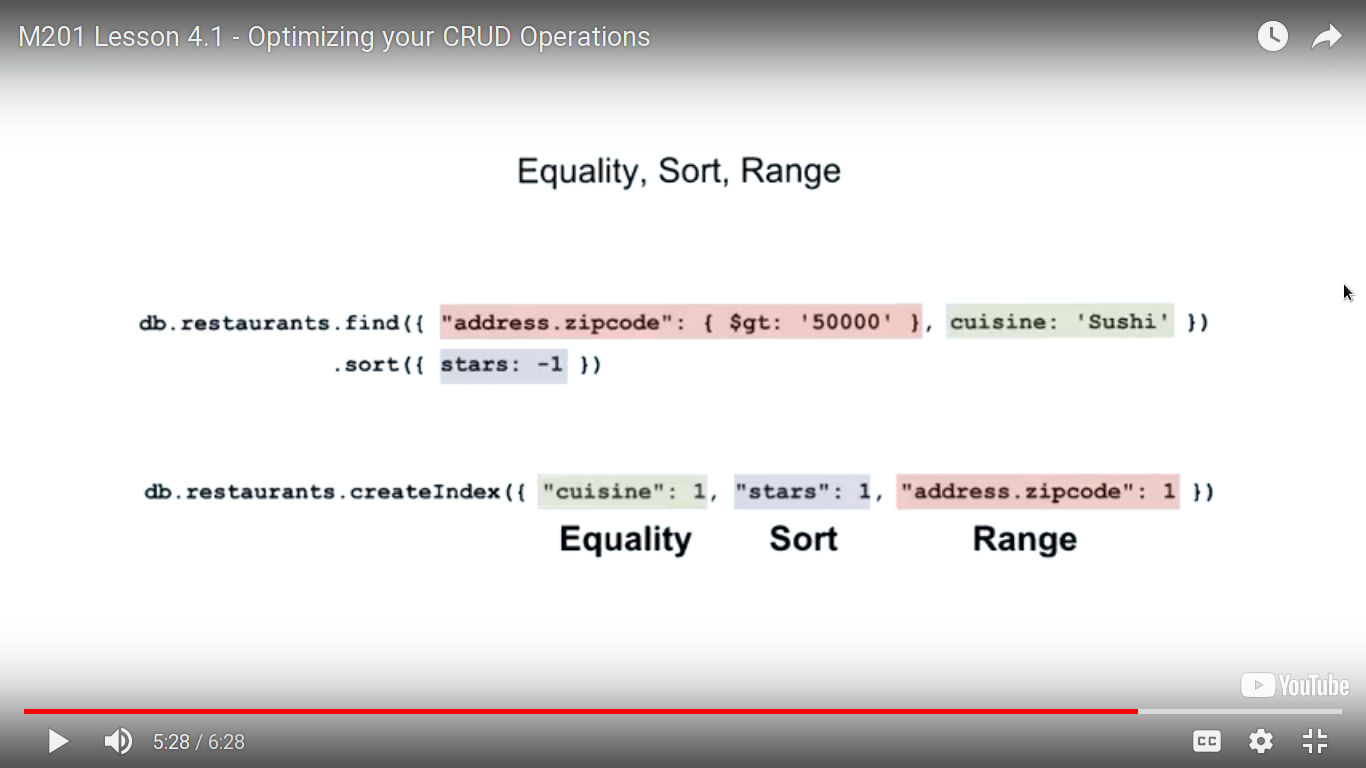 M201 Lesson 4.1 - Optimizing your CRUD Operations
Equality, Sort, Range
db.restaurants.find({ "address.zipcode": { $gt: '50000' }, cuisine: 'Sushi' })
.sort({ stars: -1 })
db.restaurants.createIndex({ "cuisine": 1, "stars": 1, "address.zipcode": 1 })
Equality Sort Range
YouTube
5:28 / 6:28 CC